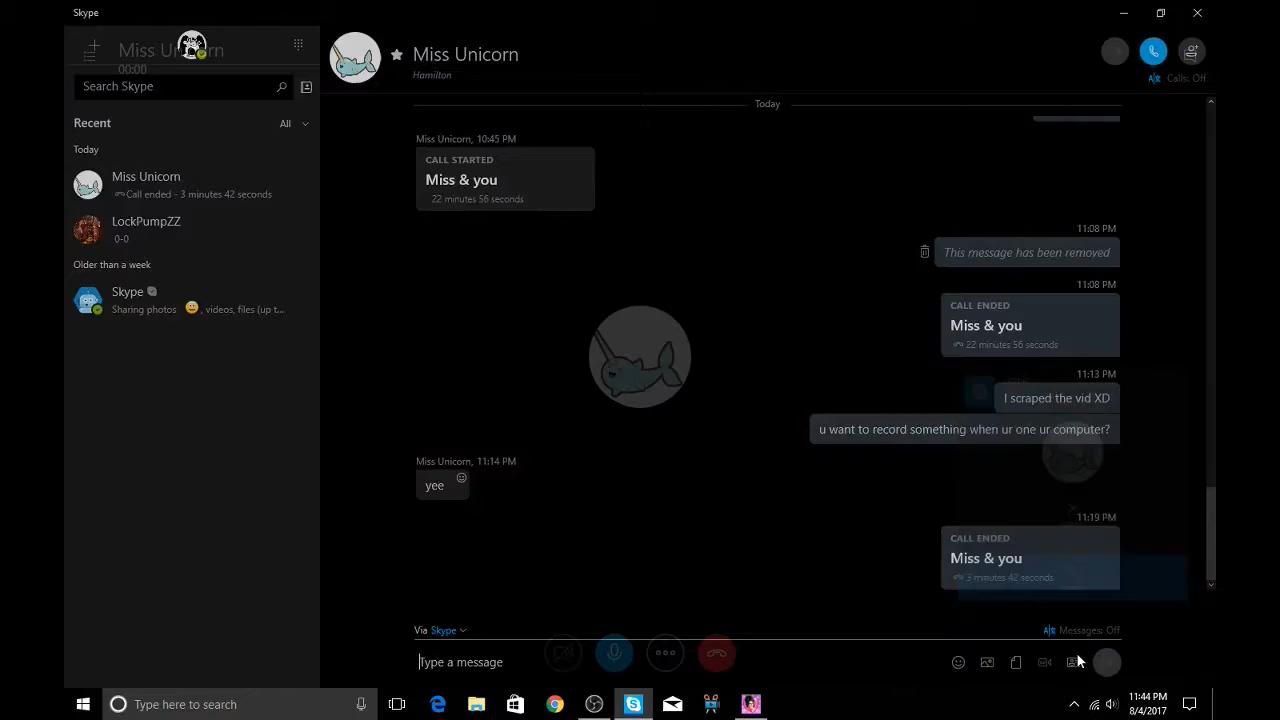 Skype
Miss Unicorn
00:00
Search Skype
Recent
All
Today
Miss Unicorn
Call ended - 3 minutes 42 seconds
LockPumpZZ
0-0
Older than a week
Skype
Sharing photos 😀, videos, files (up t...
Miss Unicorn
Hamilton
Calls: Off
Today
Miss Unicorn, 10:45 PM
CALL STARTED
Miss & you
22 minutes 56 seconds
11:08 PM
This message has been removed
11:08 PM
CALL ENDED
Miss & you
22 minutes 56 seconds
11:13 PM
I scraped the vid XD
u want to record something when ur one ur computer?
Miss Unicorn, 11:14 PM
yee
11:19 PM
CALL ENDED
Miss & you
3 minutes 42 seconds
Via Skype
Messages: Off
Type a message
Type here to search
11:44 PM
8/4/2017